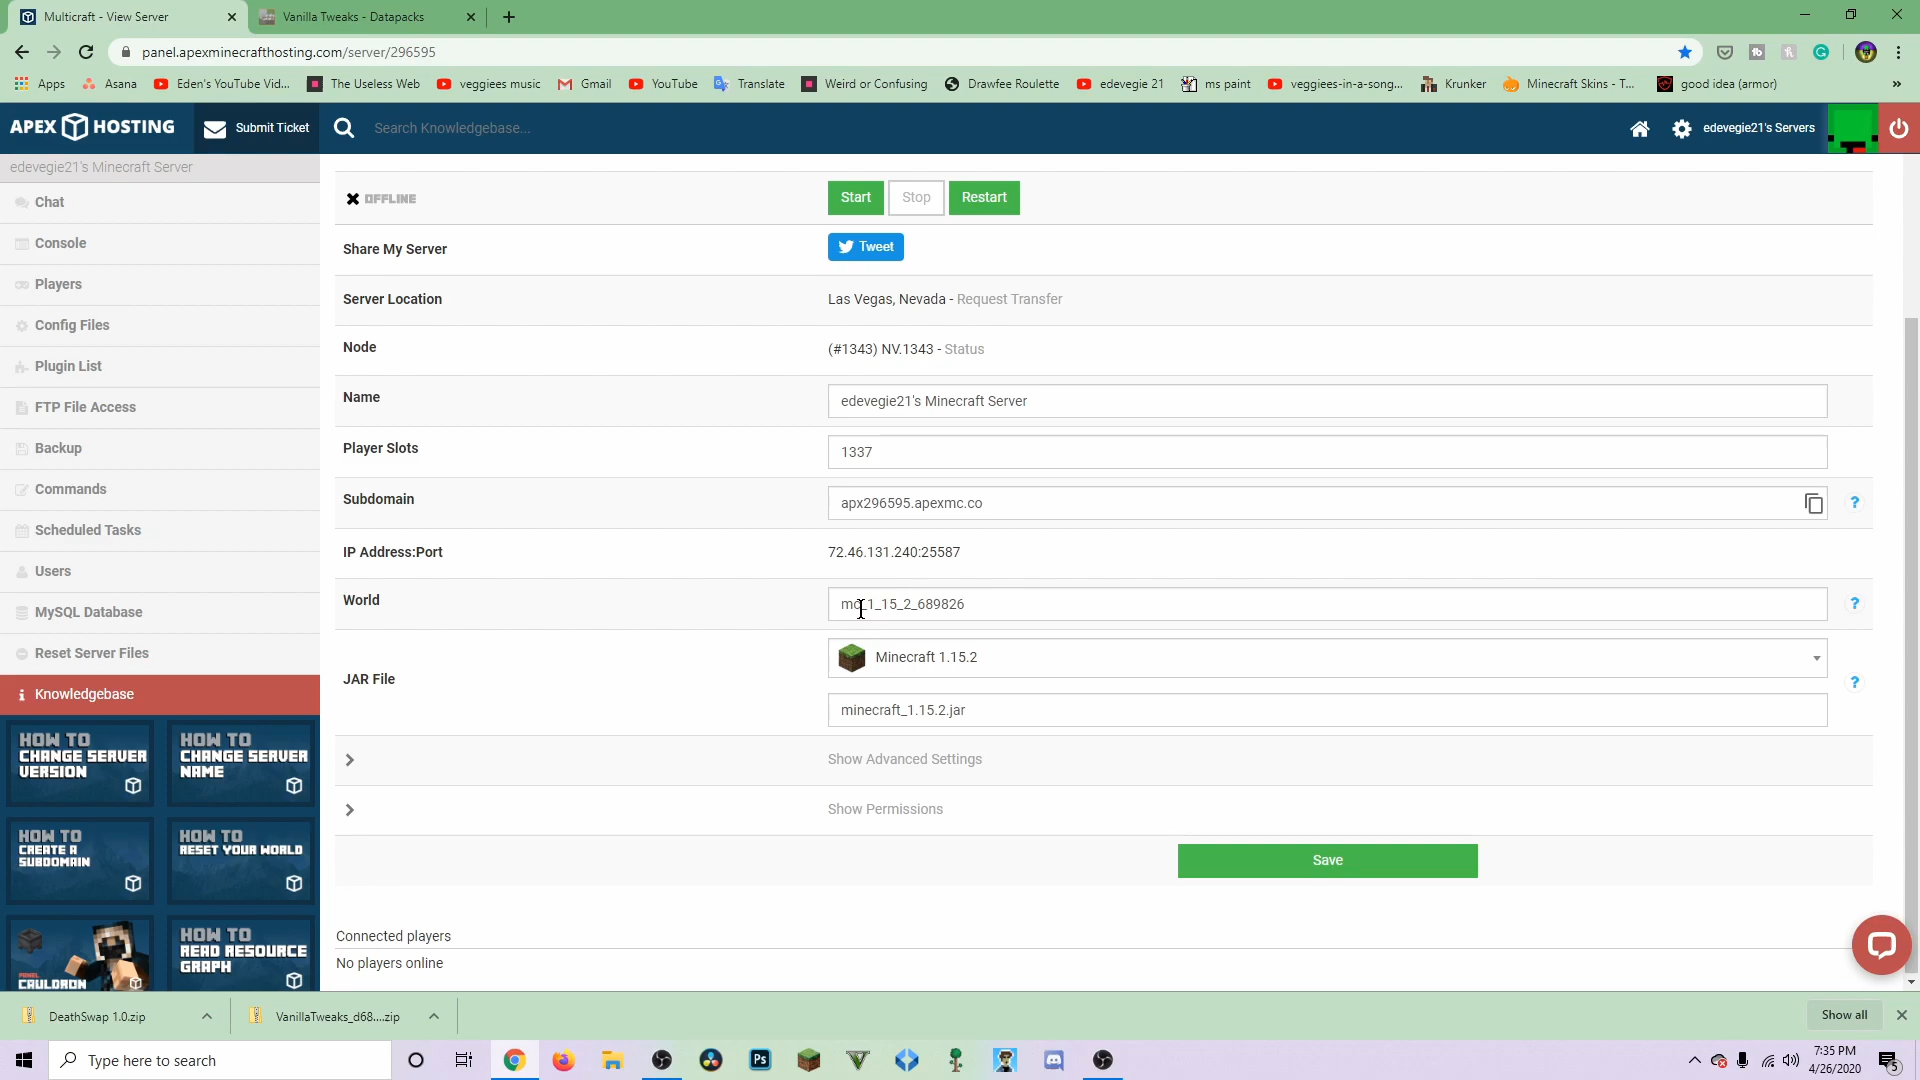 Multicraft - View Server
Vanilla Tweaks - Datapacks
panel.apexminecrafthosting.com/server/296595
Apps
Asana
Eden's YouTube Vid...
The Useless Web
veggiees music
Gmail
YouTube
Translate
Weird or Confusing
Drawfee Roulette
edevegie 21
ms paint
veggiees-in-a-song...
Krunker
Minecraft Skins - T...
good idea (armor)
APEX HOSTING
Submit Ticket
Search Knowledgebase...
edevegie21's Servers
edevegie21's Minecraft Server
Chat
Console
Players
Config Files
Plugin List
FTP File Access
Backup
Commands
Scheduled Tasks
Users
MySQL Database
Reset Server Files
Knowledgebase
HOW TO
CHANGE SERVER
VERSION
HOW TO
CHANGE SERVER
NAME
HOW TO
CREATE A
SUBDOMAIN
HOW TO
RESET YOUR WORLD
PANEL
CAULDRON
HOW TO
READ RESOURCE
GRAPH
OFFLINE
Start
Stop
Restart
Share My Server
Tweet
Server Location
Las Vegas, Nevada - Request Transfer
Node
(#1343) NV.1343 - Status
Name
edevegie21's Minecraft Server
Player Slots
1337
Subdomain
apx296595.apexmc.co
?
IP Address:Port
72.46.131.240:25587
World
mc_1_15_2_689826
?
JAR File
Minecraft 1.15.2
minecraft_1.15.2.jar
?
Show Advanced Settings
Show Permissions
Save
Connected players
No players online
DeathSwap 1.0.zip
VanillaTweaks_d68....zip
Show all
Type here to search
Ps
7:35 PM
4/26/2020
5